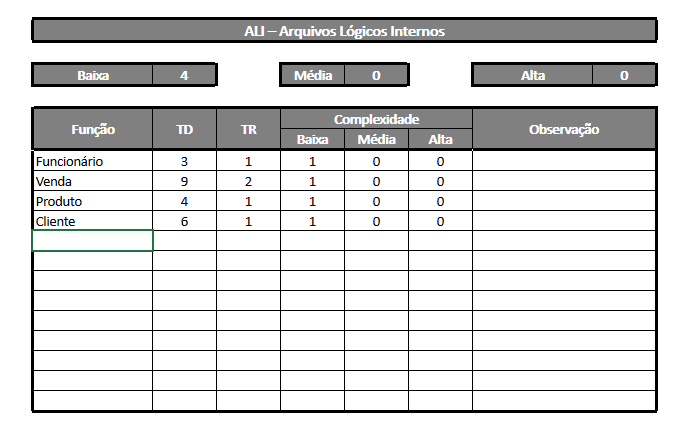 ALI – Arquivos Lógicos Internos
Baixa 4 Média 0 Alta 0
Função TD TR Complexidade Observação
Baixa Média Alta
Funcionário 3 1 1 0 0
Venda 9 2 1 0 0
Produto 4 1 1 0 0
Cliente 6 1 1 0 0